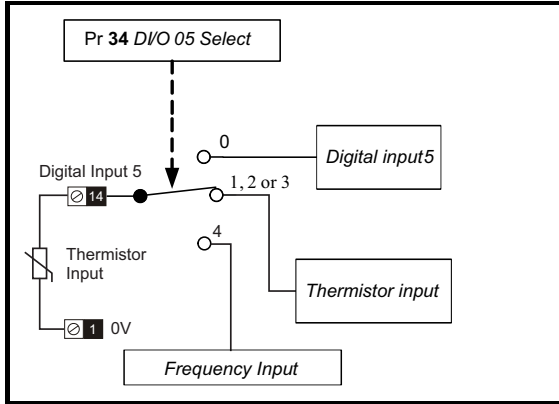 Pr 34 DI/O 05 Select
0
Digital input5
Digital Input 5
1, 2 or 3
14
4
Thermistor
Input
Thermistor input
1 0V
Frequency Input